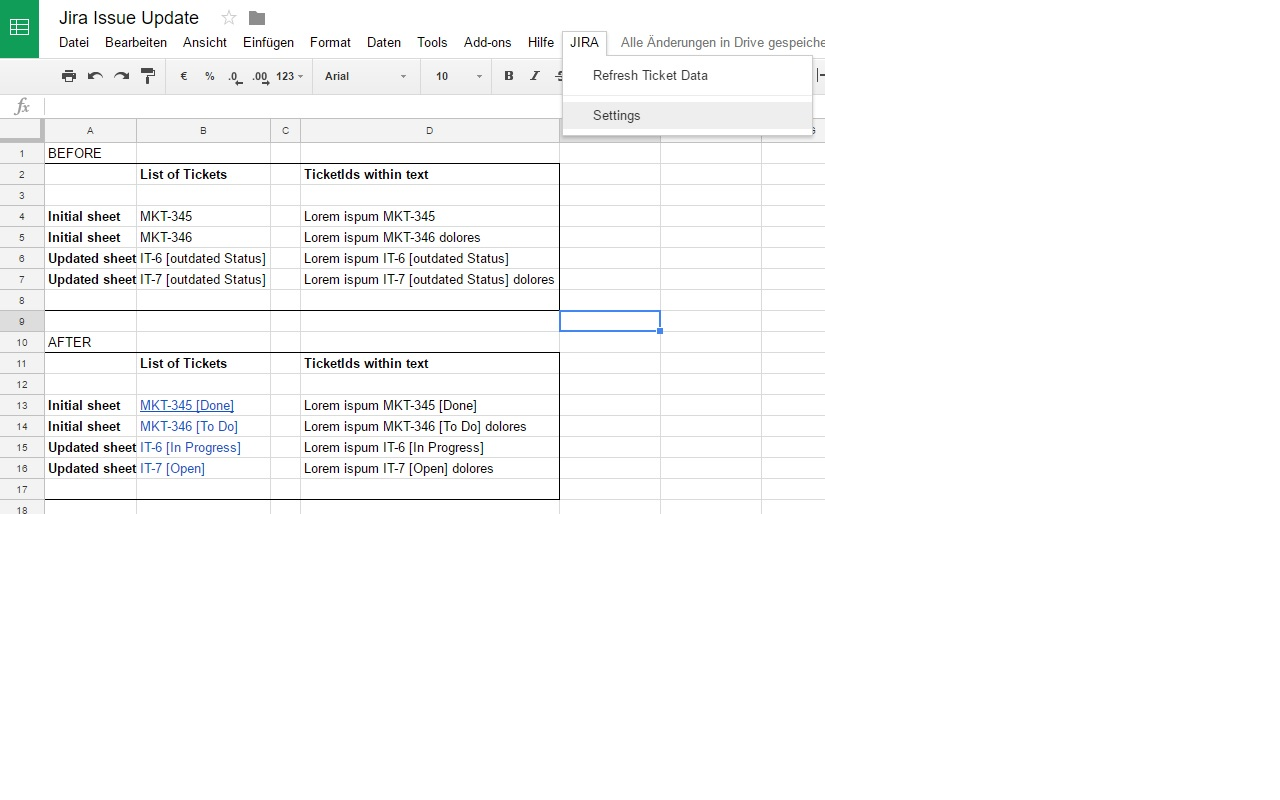 Jira Issue Update
Datei Bearbeiten Ansicht Einfügen Format Daten Tools Add-ons Hilfe JIRA Alle Änderungen in Drive gespeiche
€ % .0 .00 123 Arial 10 B I S
Refresh Ticket Data
Settings
fx
A B C D
1 BEFORE
2 List of Tickets TicketIds within text
3
4 Initial sheet MKT-345 Lorem ispum MKT-345
5 Initial sheet MKT-346 Lorem ispum MKT-346 dolores
6 Updated sheet IT-6 [outdated Status] Lorem ispum IT-6 [outdated Status]
7 Updated sheet IT-7 [outdated Status] Lorem ispum IT-7 [outdated Status] dolores
8
9
10 AFTER
11 List of Tickets TicketIds within text
12
13 Initial sheet MKT-345 [Done] Lorem ispum MKT-345 [Done]
14 Initial sheet MKT-346 [To Do] Lorem ispum MKT-346 [To Do] dolores
15 Updated sheet IT-6 [In Progress] Lorem ispum IT-6 [In Progress]
16 Updated sheet IT-7 [Open] Lorem ispum IT-7 [Open] dolores
17
18